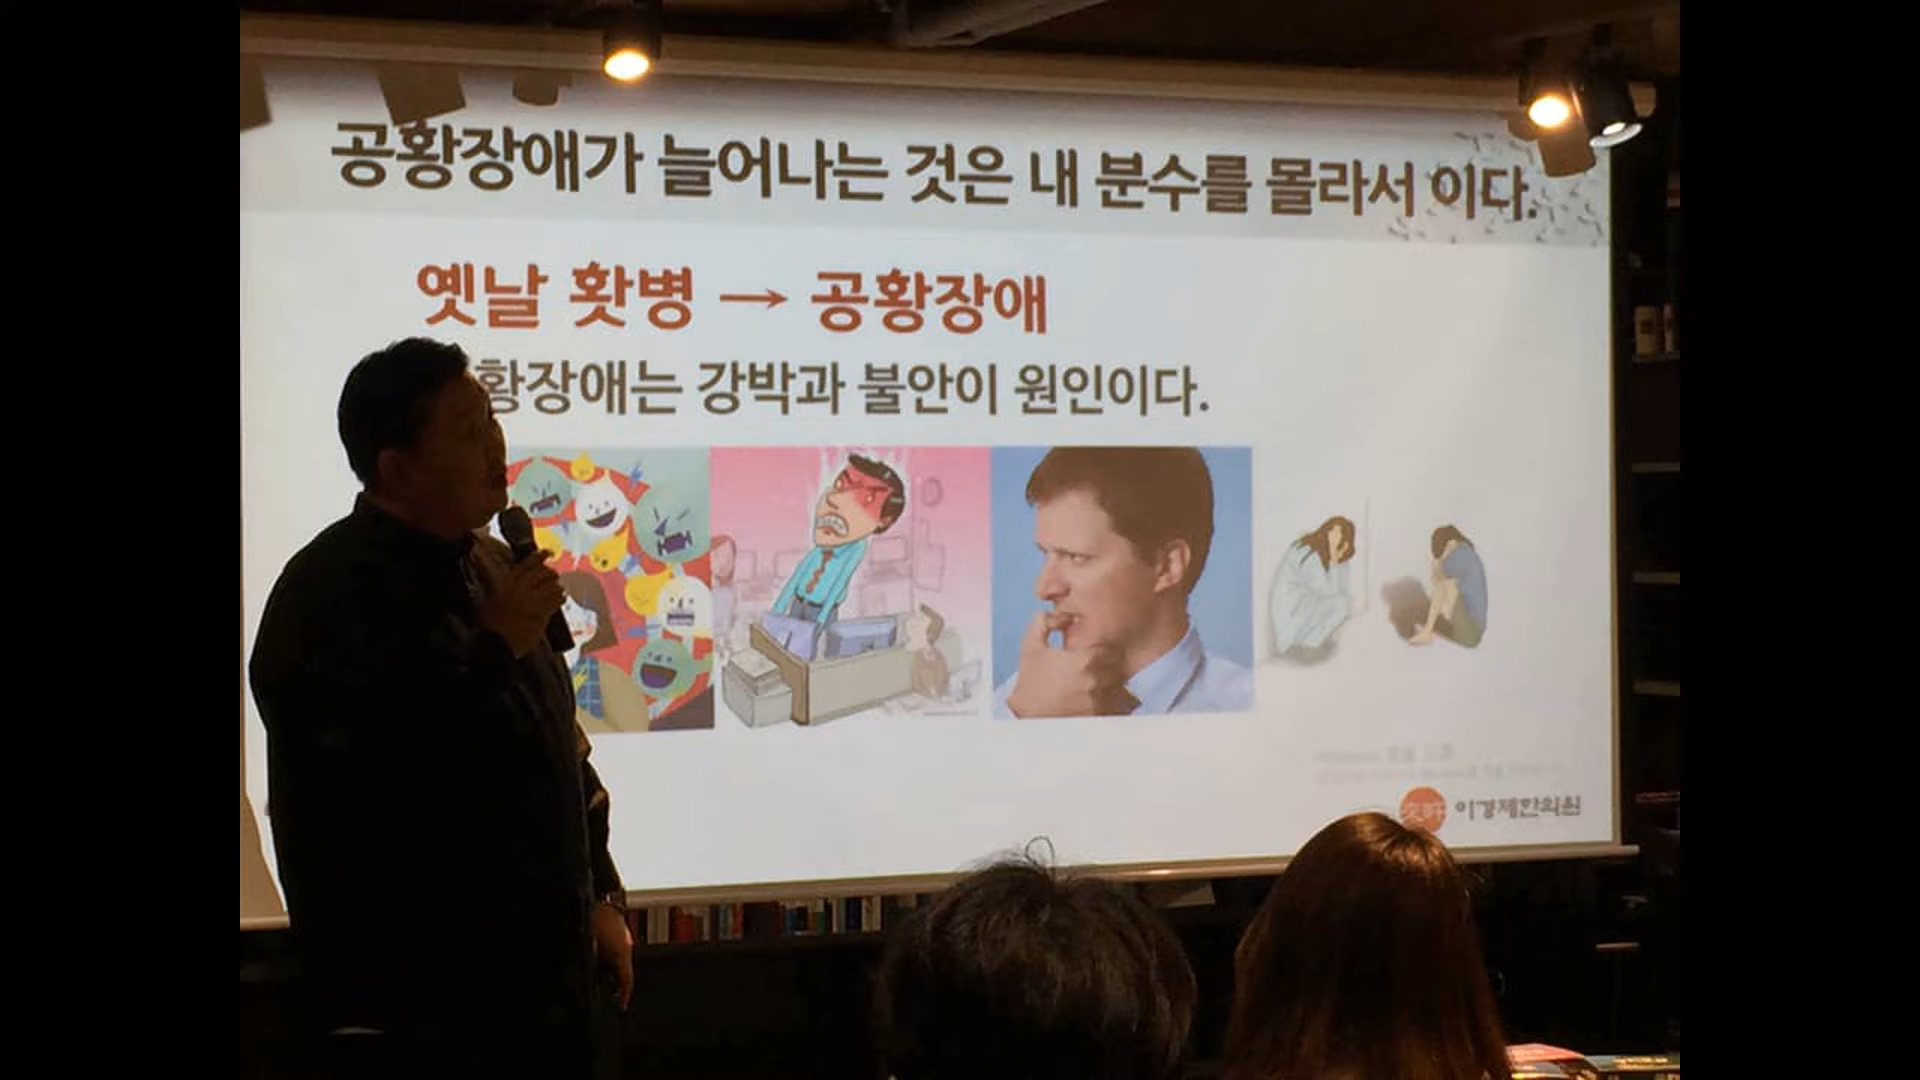 공황장애가 늘어나는 것은 내 분수를 몰라서 이다.
옛날 홧병 → 공황장애
황장애는 강박과 불안이 원인이다.
이경제한의원